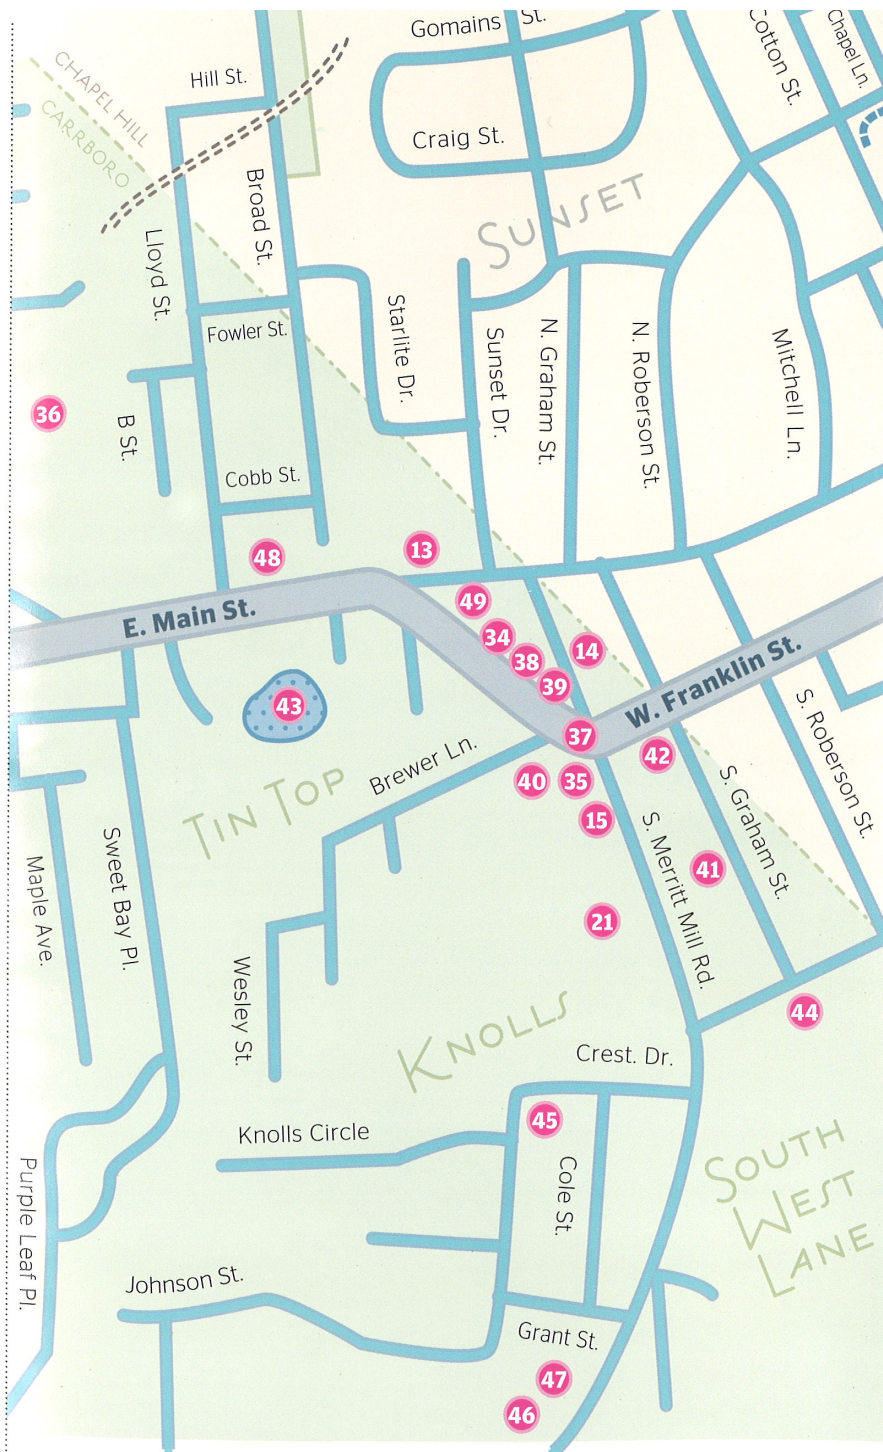 Gomains St.
Cotton St.
Chapel Ln.
CHAPEL HILL
CARRBORO
Hill St.
Craig St.
Broad St.
SUNSET
Lloyd St.
Fowler St.
Starlite Dr.
Sunset Dr.
N. Graham St.
N. Roberson St.
Mitchell Ln.
36
B St.
Cobb St.
48
13
49
34
38
39
14
E. Main St.
43
37
W. Franklin St.
42
Brewer Ln.
40
35
15
TIN TOP
S. Roberson St.
S. Graham St.
S. Merritt Mill Rd.
41
21
Maple Ave.
Sweet Bay Pl.
Wesley St.
44
KNOLLS
Crest. Dr.
45
Knolls Circle
Cole St.
SOUTH
WEST
LANE
Purple Leaf Pl.
Johnson St.
Grant St.
47
46